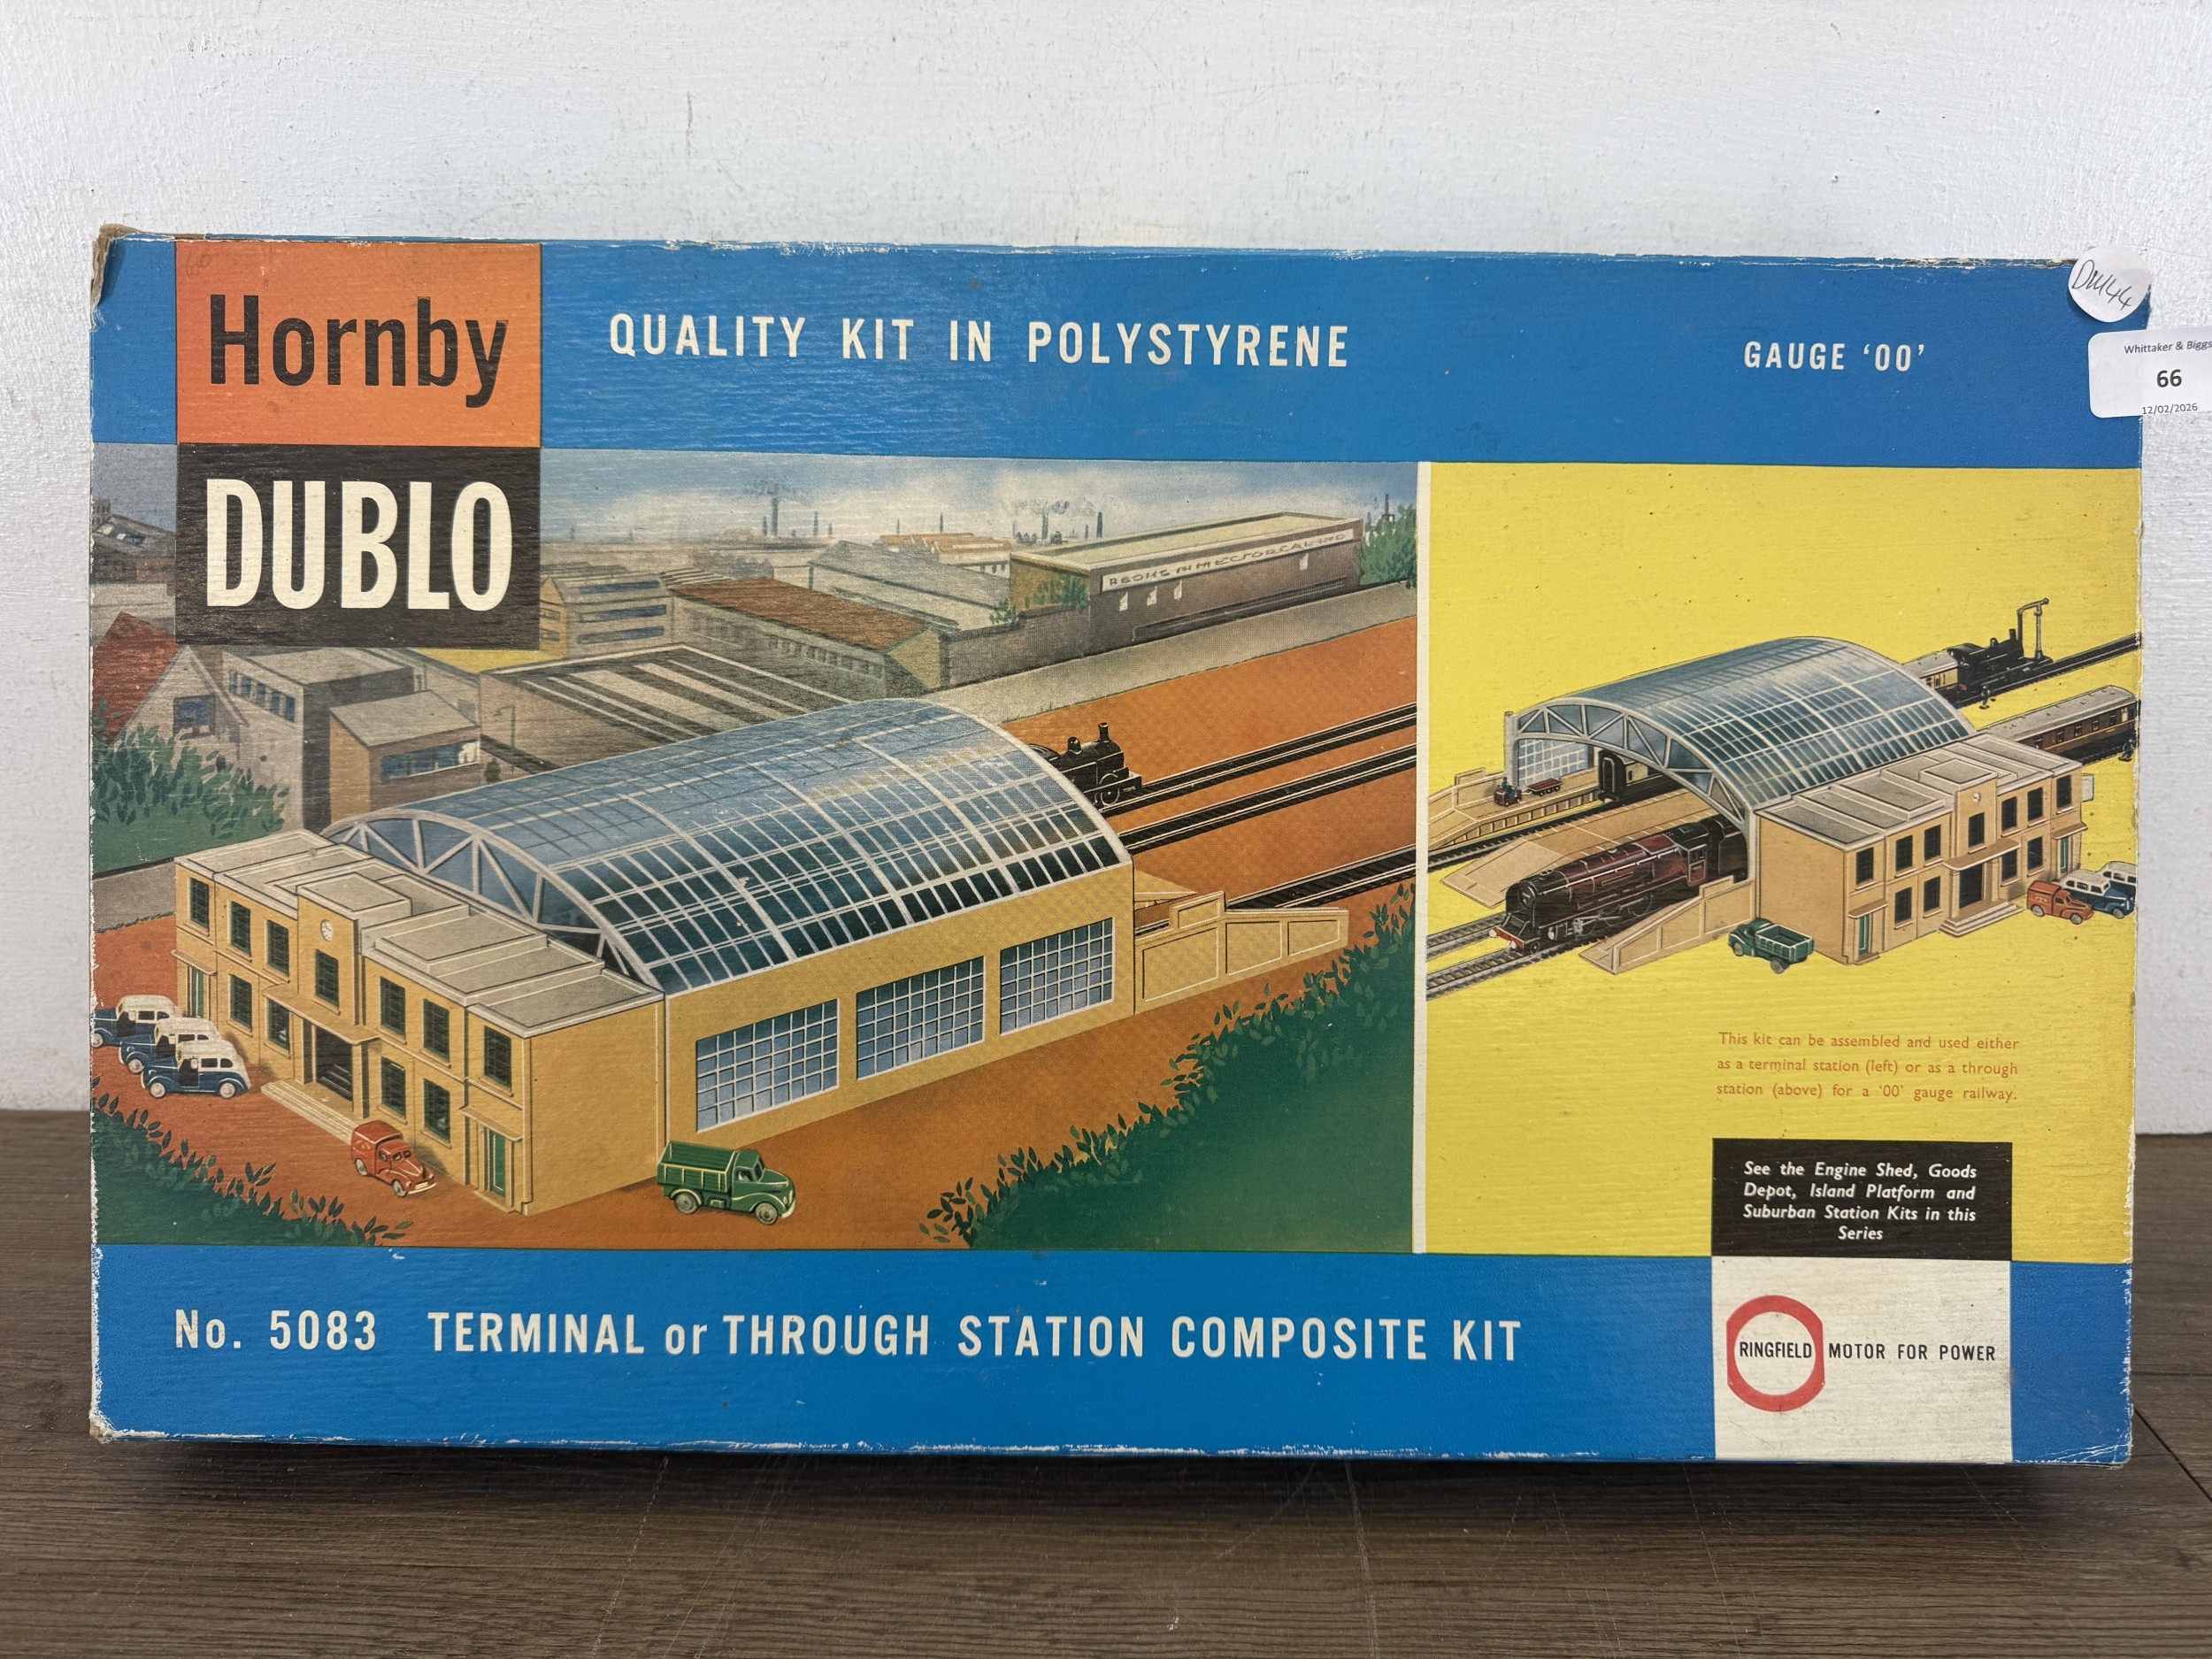 Hornby
DUBLO
QUALITY KIT IN POLYSTYRENE
GAUGE ‘OO’
DM44
Whittaker & Biggs
66
12/02/2026
This kit can be assembled and used either
as a terminal station (left) or as a through
station (above) for a ‘OO’ gauge railway.
See the Engine Shed, Goods
Depot, Island Platform and
Suburban Station Kits in this
Series
No. 5083 TERMINAL or THROUGH STATION COMPOSITE KIT
RINGFIELD MOTOR FOR POWER